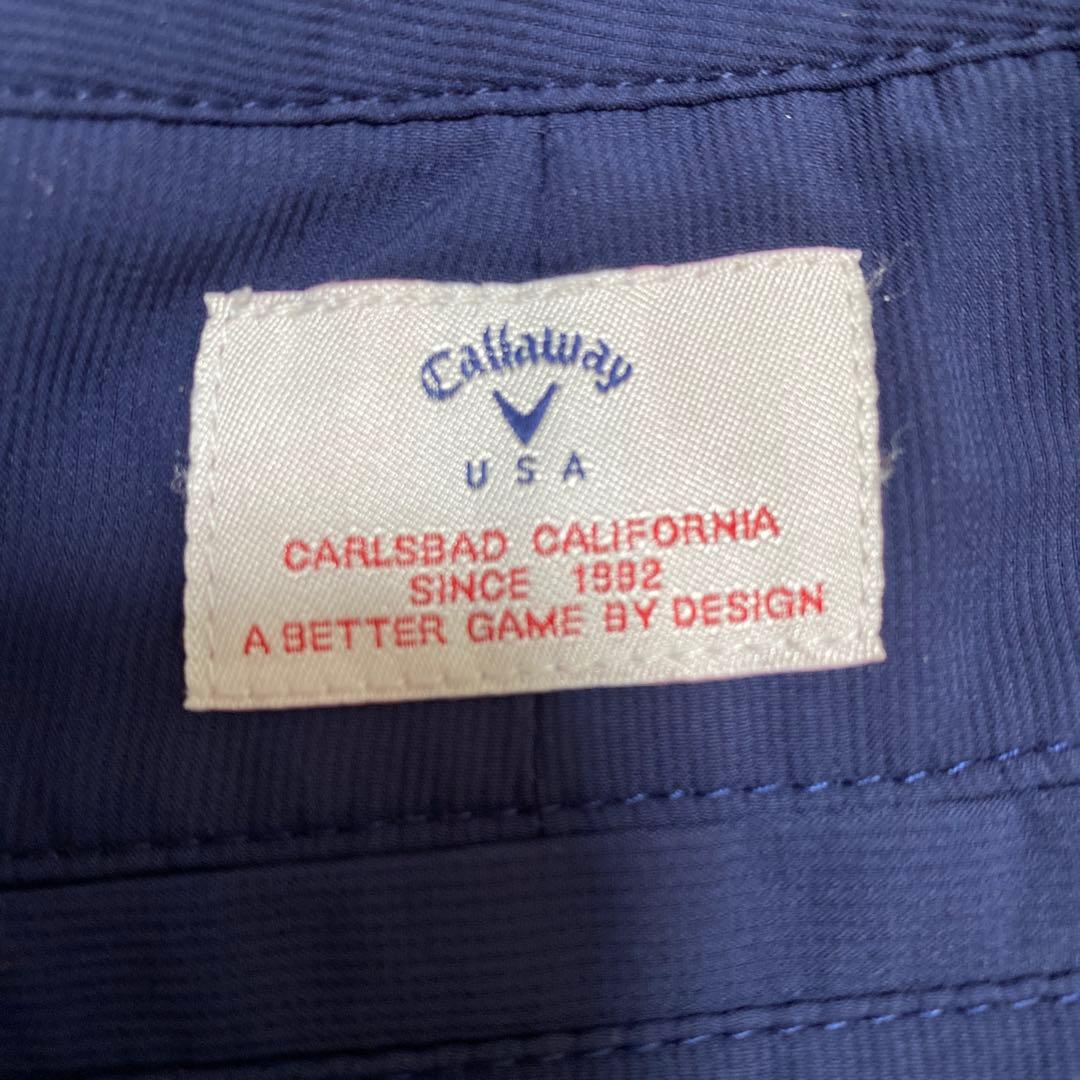 Callaway
USA
CARLSBAD CALIFORNIA
SINCE 1982
A BETTER GAME BY DESIGN